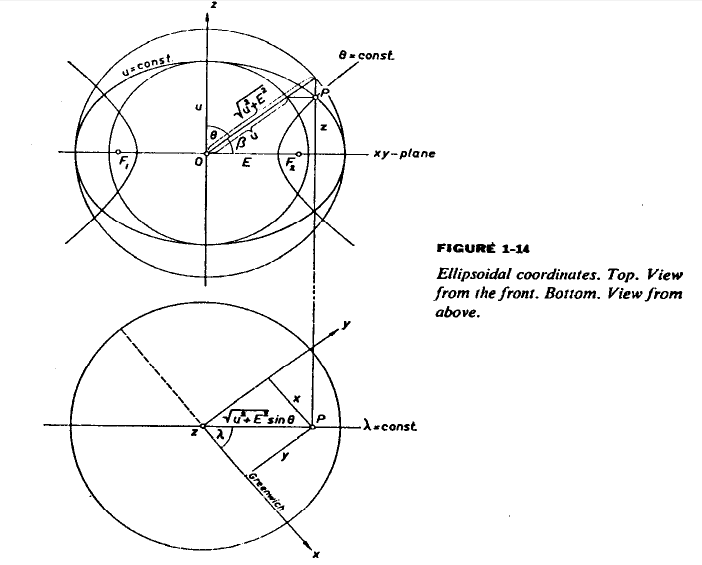 z
θ = const.
u = const.
u
√u²+E²
P
θ
β
u
z
F₁
O
E
F₂
xy-plane
FIGURE 1-14
Ellipsoidal coordinates. Top. View
from the front. Bottom. View from
above.
y
x
√u²+E² sin θ
P
λ = const.
z
λ
y
Greenwich
x